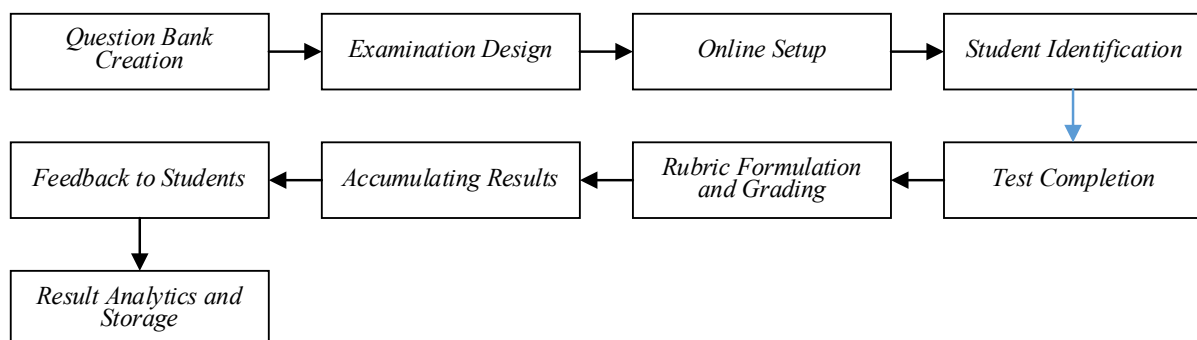 Question Bank
Creation
Examination Design
Online Setup
Student Identification
Feedback to Students
Accumulating Results
Rubric Formulation
and Grading
Test Completion
Result Analytics and
Storage